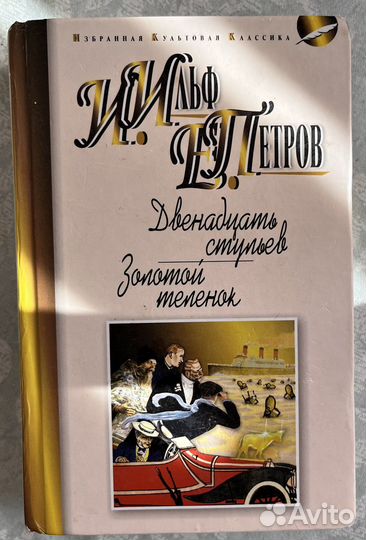 Избранная Культовая Классика
И. Ильф
Е. Петров
Двенадцать
стульев
Золотой
теленок
Avito